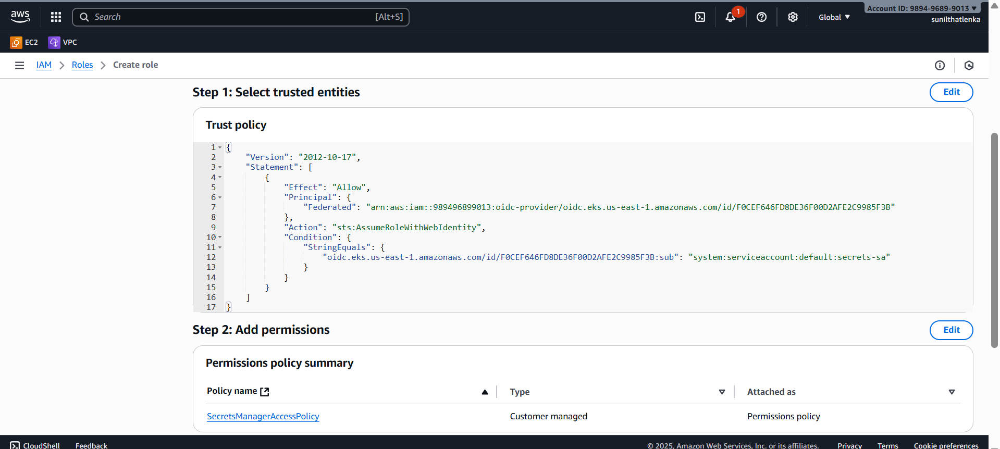 aws
Search [Alt+S]
1
Global
Account ID: 9894-9689-9013
sunilthatlenka
EC2
VPC
IAM
Roles
Create role
Step 1: Select trusted entities
Edit
Trust policy
1 {
2 "Version": "2012-10-17",
3 "Statement": [
4 {
5 "Effect": "Allow",
6 "Principal": {
7 "Federated": "arn:aws:iam::989496899013:oidc-provider/oidc.eks.us-east-1.amazonaws.com/id/F0CEF646FD8DE36F00D2AFE2C9985F3B"
8 },
9 "Action": "sts:AssumeRoleWithWebIdentity",
10 "Condition": {
11 "StringEquals": {
12 "oidc.eks.us-east-1.amazonaws.com/id/F0CEF646FD8DE36F00D2AFE2C9985F3B:sub": "system:serviceaccount:default:secrets-sa"
13 }
14 }
15 }
16 ]
17 }
Step 2: Add permissions
Edit
Permissions policy summary
Policy name
Type
Attached as
SecretsManagerAccessPolicy
Customer managed
Permissions policy
CloudShell
Feedback
© 2025, Amazon Web Services, Inc. or its affiliates.
Privacy
Terms
Cookie preferences